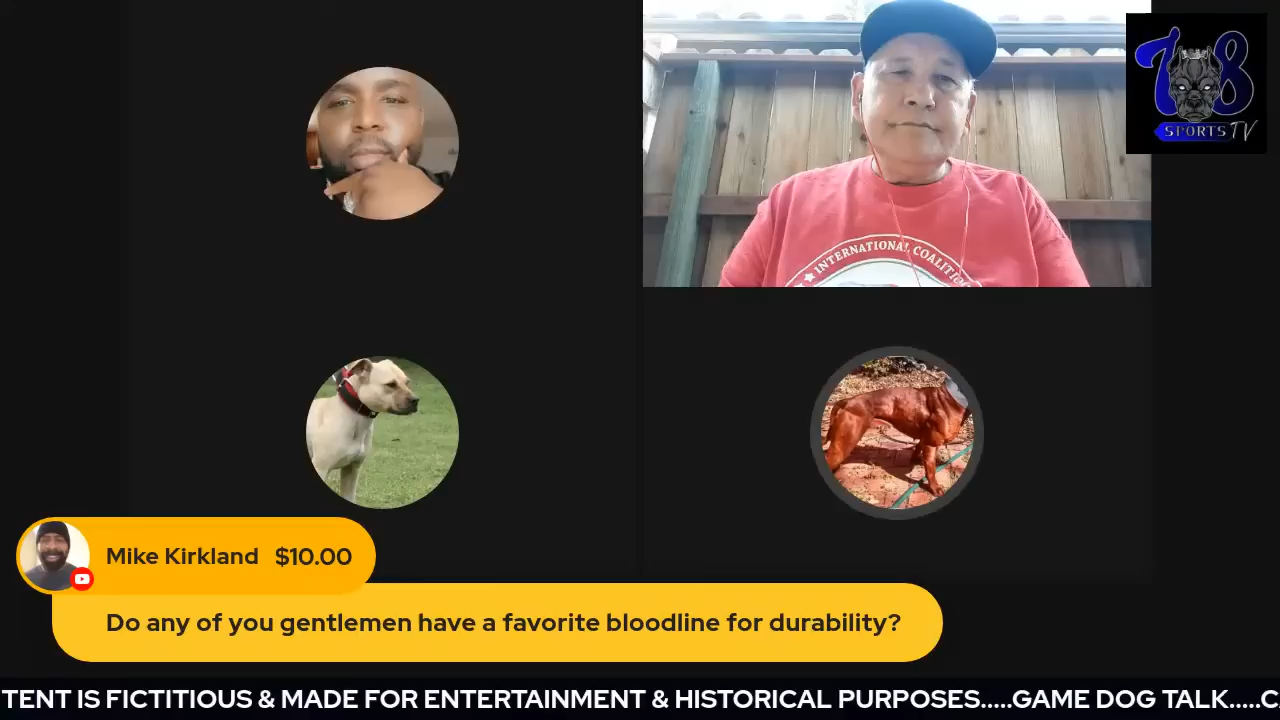 78
SPORTS TV
INTERNATIONAL COALITION
Mike Kirkland $10.00
Do any of you gentlemen have a favorite bloodline for durability?
TENT IS FICTITIOUS & MADE FOR ENTERTAINMENT & HISTORICAL PURPOSES.....GAME DOG TALK.....C